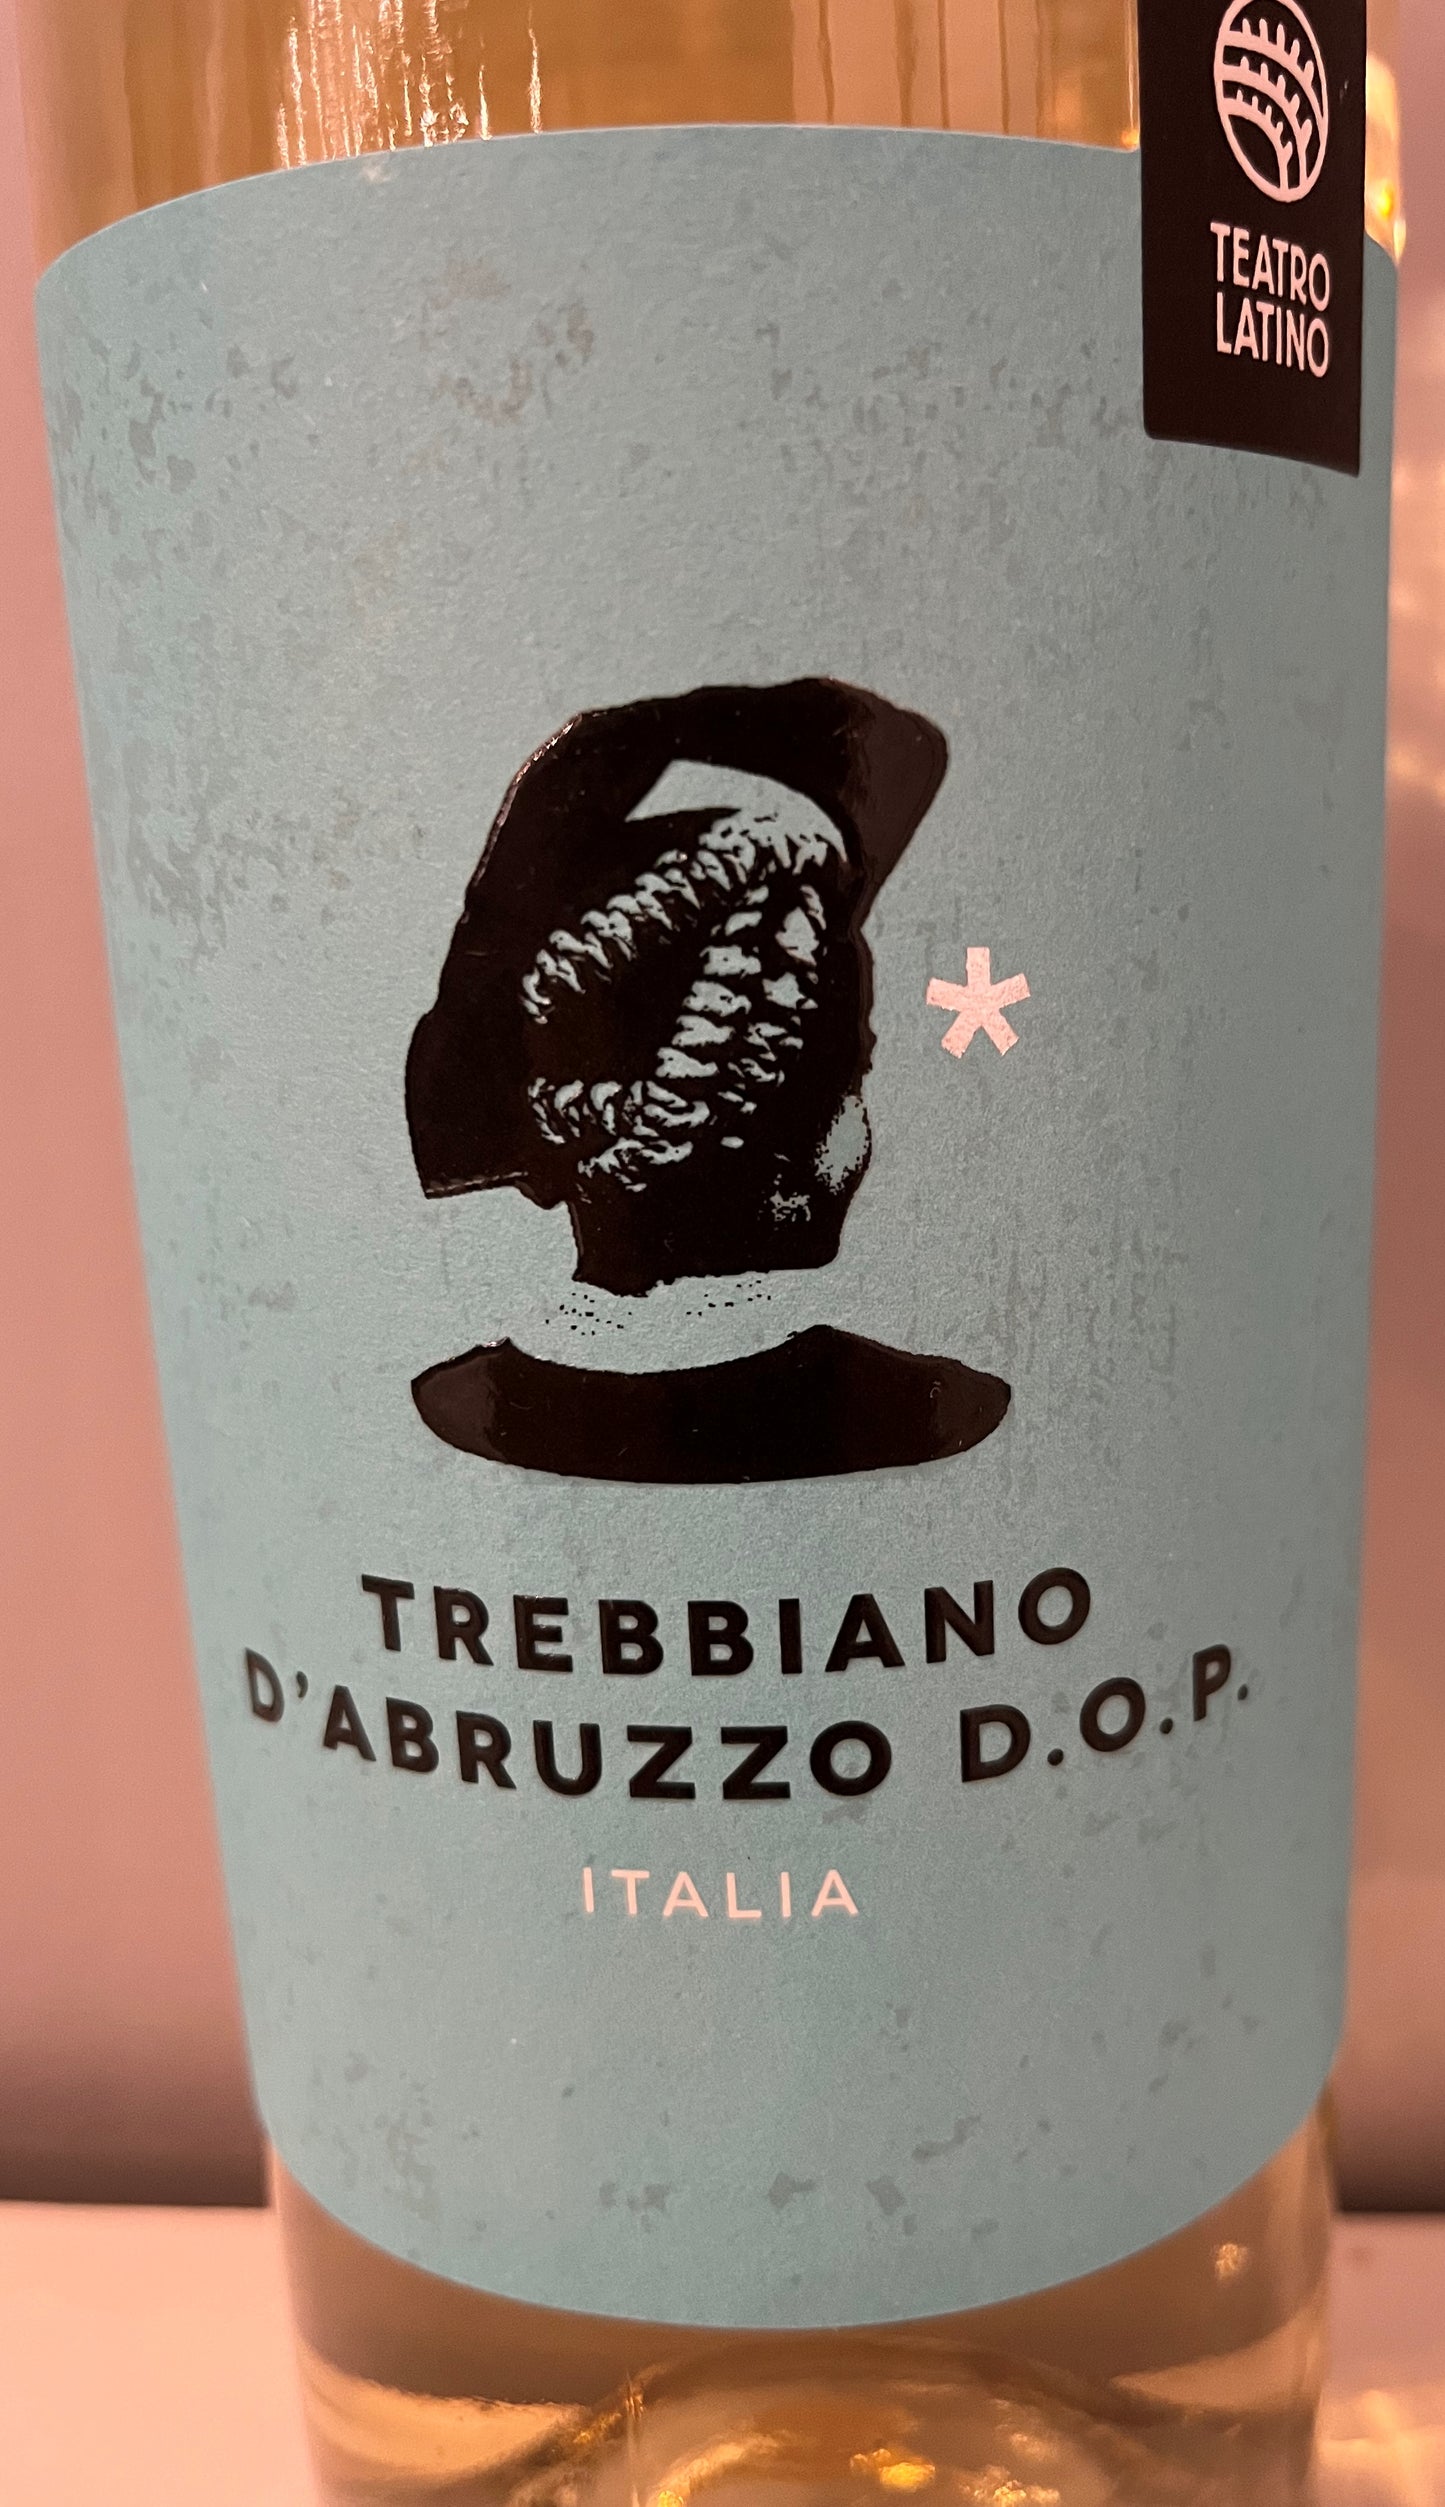 TEATRO
LATINO
*
TREBBIANO
D'ABRUZZO D.O.P.
ITALIA